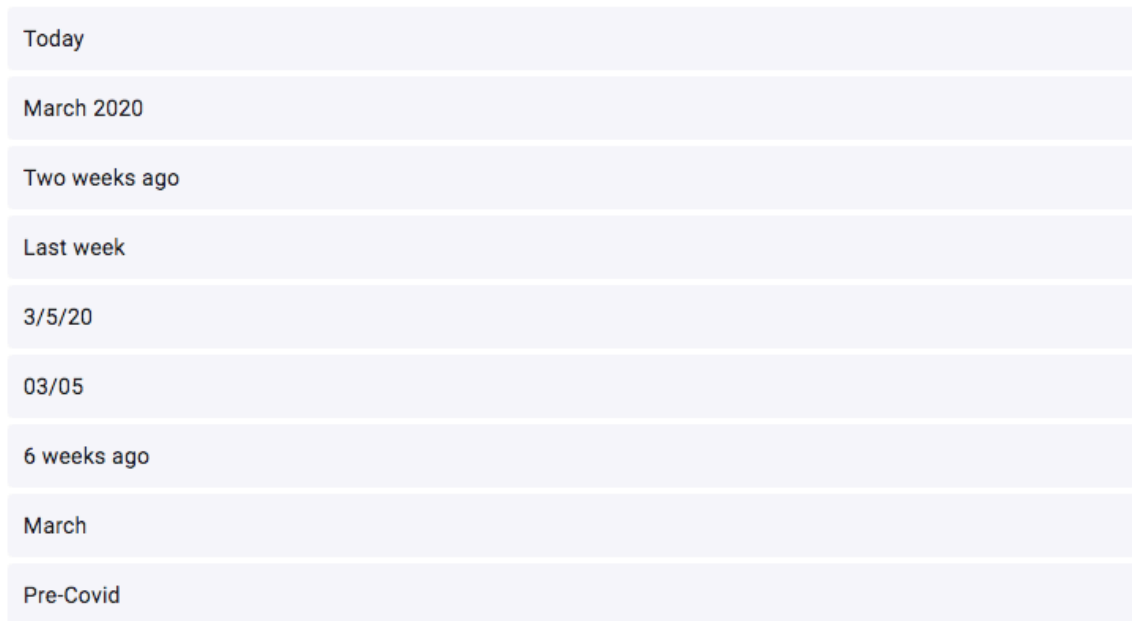 Today
March 2020
Two weeks ago
Last week
3/5/20
03/05
6 weeks ago
March
Pre-Covid